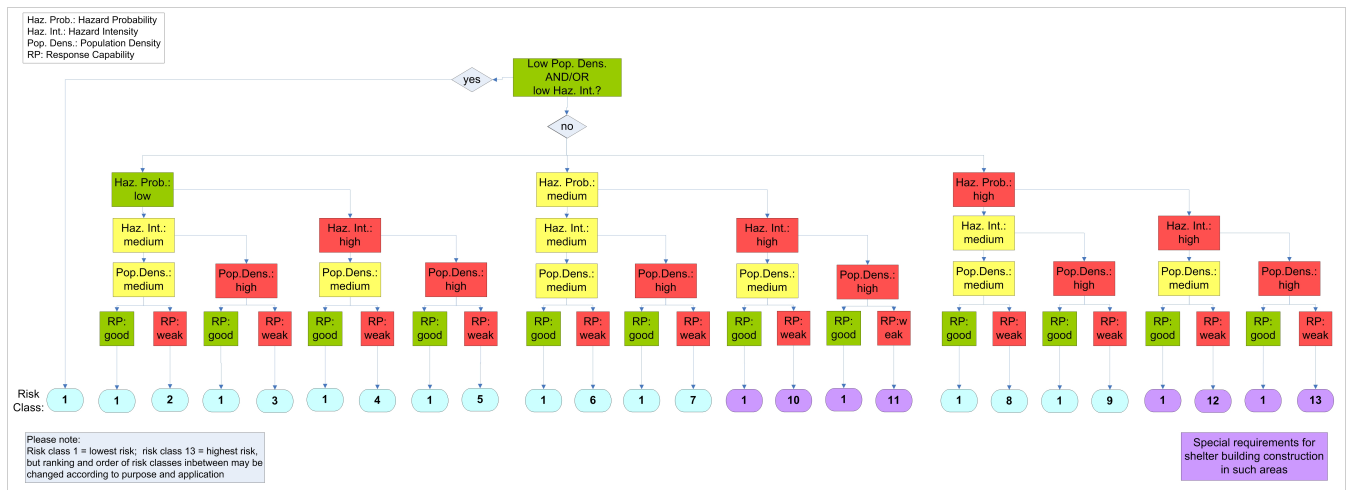 Haz. Prob.: Hazard Probability
Haz. Int.: Hazard Intensity
Pop. Dens.: Population Density
RP: Response Capability
Low Pop. Dens.
AND/OR
low Haz. Int.?
yes
no
Haz. Prob.:
low
Haz. Prob.:
medium
Haz. Prob.:
high
Haz. Int.:
medium
Haz. Int.:
high
Haz. Int.:
medium
Haz. Int.:
high
Haz. Int.:
medium
Haz. Int.:
high
Pop.Dens.:
medium
Pop.Dens.:
high
Pop.Dens.:
medium
Pop.Dens.:
high
Pop.Dens.:
medium
Pop.Dens.:
high
Pop.Dens.:
medium
Pop.Dens.:
high
Pop.Dens.:
medium
Pop.Dens.:
high
Pop.Dens.:
medium
Pop.Dens.:
high
RP:
good
RP:
weak
RP:
good
RP:
weak
RP:
good
RP:
weak
RP:
good
RP:
weak
RP:
good
RP:
weak
RP:
good
RP:
weak
RP:
good
RP:
weak
RP:
good
RP:w
eak
RP:
good
RP:
weak
RP:
good
RP:
weak
RP:
good
RP:
weak
RP:
good
RP:
weak
Risk
Class:
1
1
2
1
3
1
4
1
5
1
6
1
7
1
10
1
11
1
8
1
9
1
12
1
13
Please note:
Risk class 1 = lowest risk; risk class 13 = highest risk,
but ranking and order of risk classes inbetween may be
changed according to purpose and application
Special requirements for
shelter building construction
in such areas